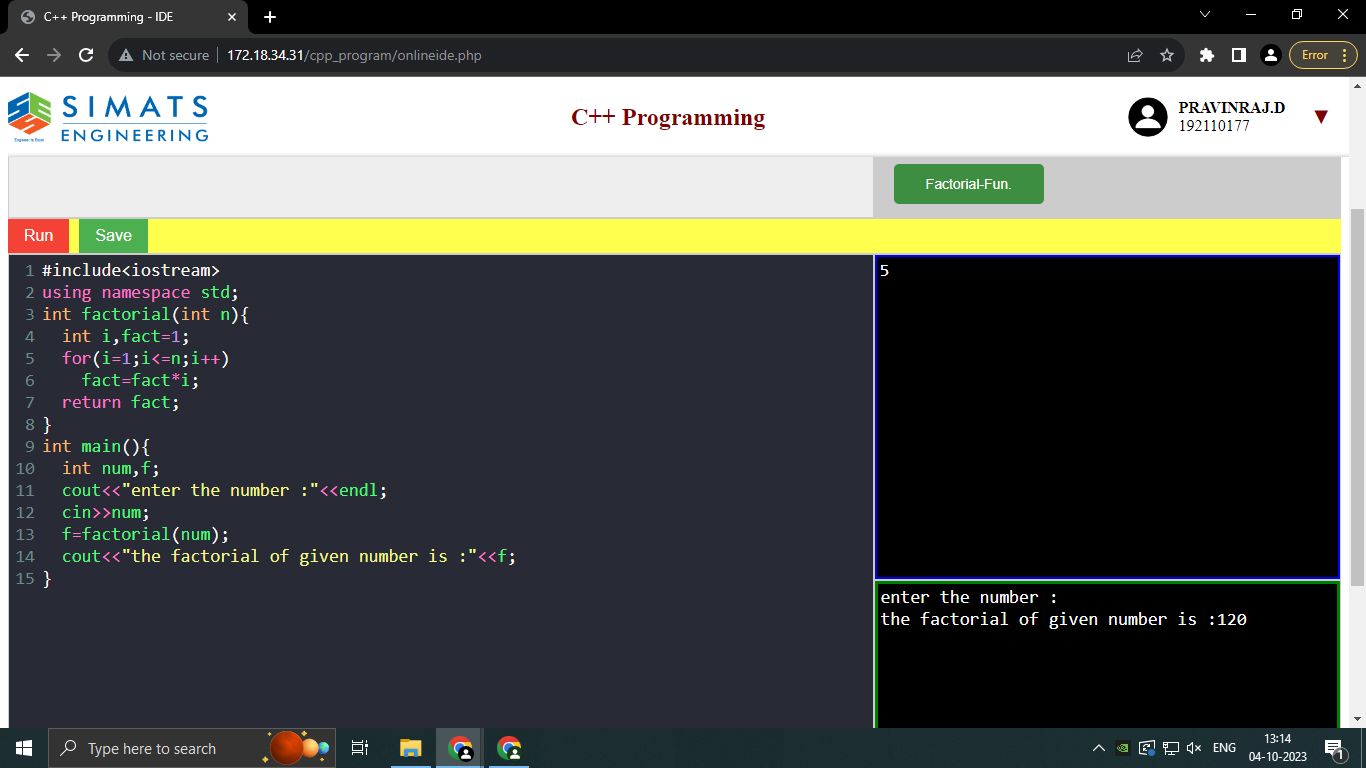 C++ Programming - IDE
Not secure
172.18.34.31/cpp_program/onlineide.php
Error
SIMATS
ENGINEERING
Engineer to Excel
C++ Programming
PRAVINRAJ.D
192110177
Factorial-Fun.
Run Save
1 #include<iostream>
2 using namespace std;
3 int factorial(int n){
4 int i,fact=1;
5 for(i=1;i<=n;i++)
6 fact=fact*i;
7 return fact;
8 }
9 int main(){
10 int num,f;
11 cout<<"enter the number :"<<endl;
12 cin>>num;
13 f=factorial(num);
14 cout<<"the factorial of given number is :"<<f;
15 }
5
enter the number :
the factorial of given number is :120
Type here to search
ENG
13:14
04-10-2023
1